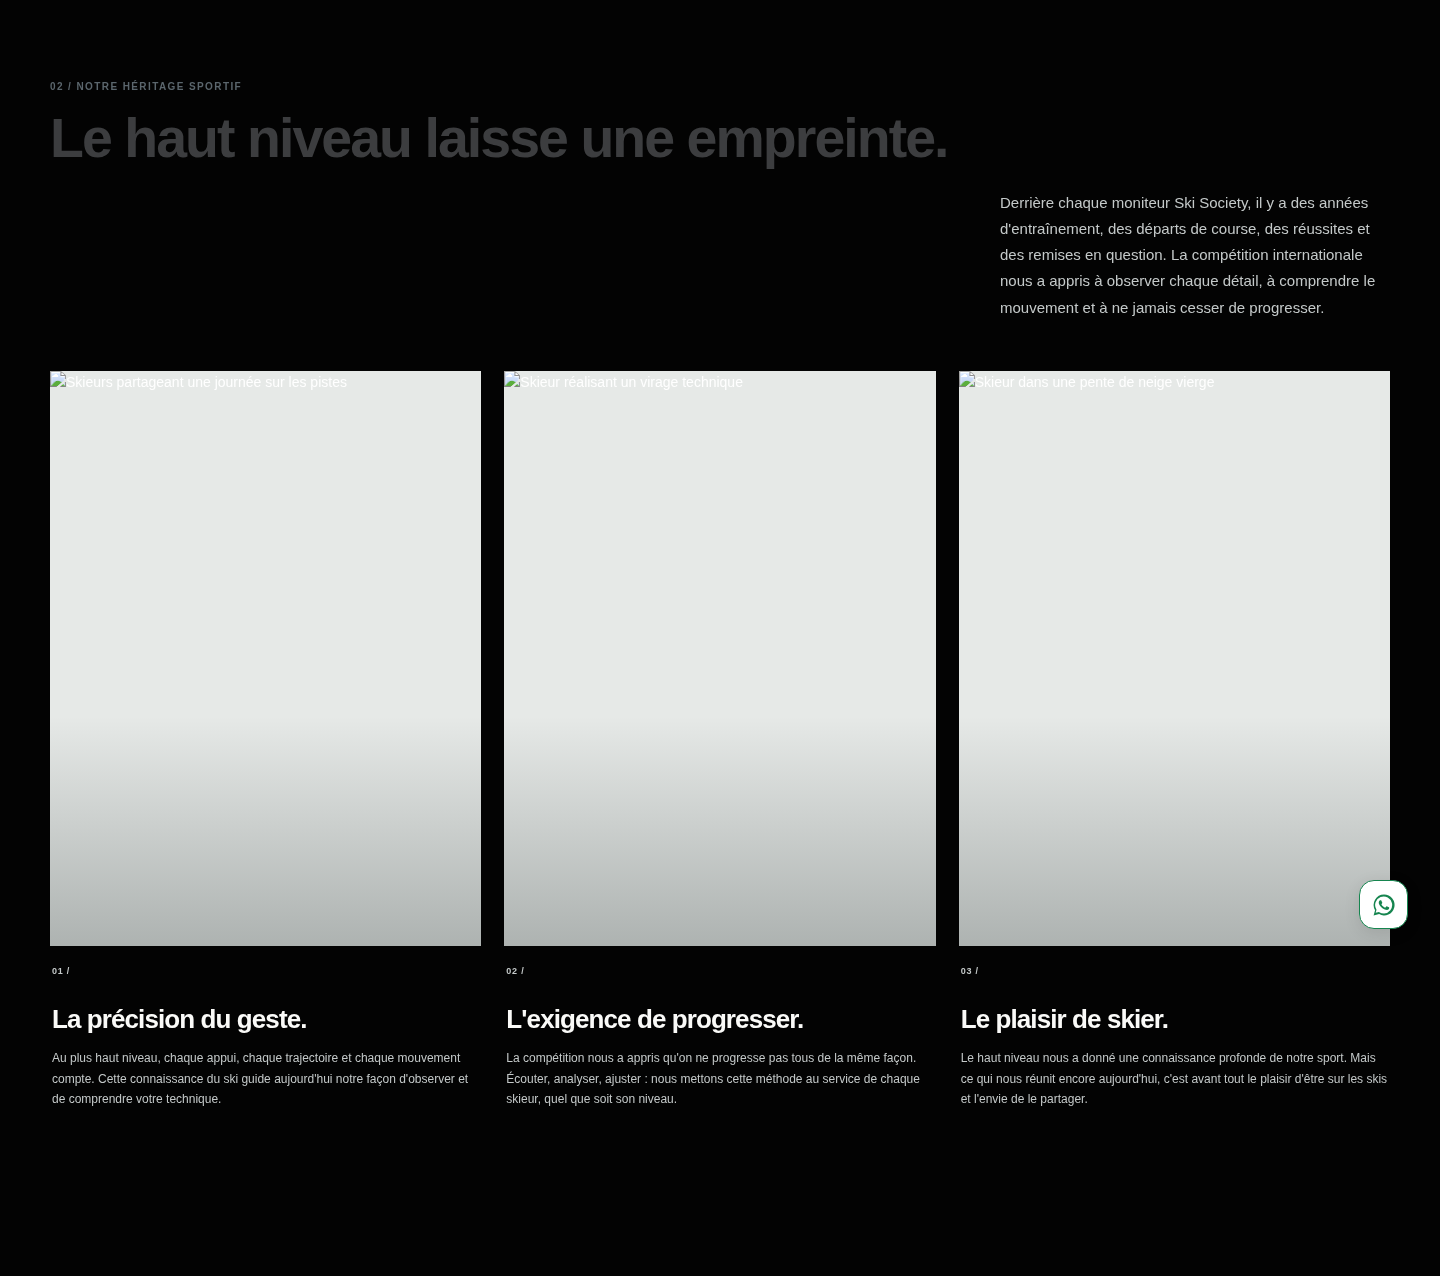 02 / NOTRE HÉRITAGE SPORTIF
Le haut niveau laisse une empreinte.
Derrière chaque moniteur Ski Society, il y a des années
d'entraînement, des départs de course, des réussites et
des remises en question. La compétition internationale
nous a appris à observer chaque détail, à comprendre le
mouvement et à ne jamais cesser de progresser.
Skieurs partageant une journée sur les pistes
Skieur réalisant un virage technique
Skieur dans une pente de neige vierge
01 /
La précision du geste.
Au plus haut niveau, chaque appui, chaque trajectoire et chaque mouvement
compte. Cette connaissance du ski guide aujourd'hui notre façon d'observer et
de comprendre votre technique.
02 /
L'exigence de progresser.
La compétition nous a appris qu'on ne progresse pas tous de la même façon.
Écouter, analyser, ajuster : nous mettons cette méthode au service de chaque
skieur, quel que soit son niveau.
03 /
Le plaisir de skier.
Le haut niveau nous a donné une connaissance profonde de notre sport. Mais
ce qui nous réunit encore aujourd'hui, c'est avant tout le plaisir d'être sur les skis
et l'envie de le partager.